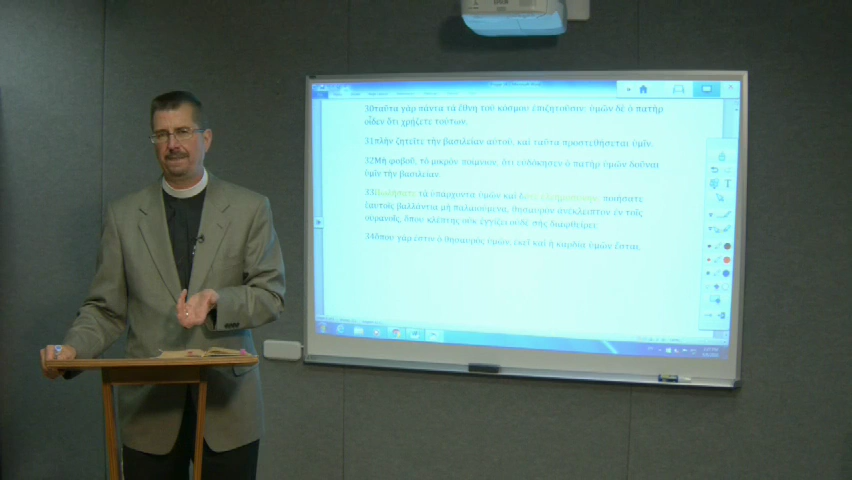 30ταῦτα γὰρ πάντα τὰ ἔθνη τοῦ κόσμου ἐπιζητοῦσιν· ὑμῶν δὲ ὁ πατὴρ
οἶδεν ὅτι χρῄζετε τούτων.
31πλὴν ζητεῖτε τὴν βασιλείαν αὐτοῦ, καὶ ταῦτα προστεθήσεται ὑμῖν.
32Μὴ φοβοῦ, τὸ μικρὸν ποίμνιον, ὅτι εὐδόκησεν ὁ πατὴρ ὑμῶν δοῦναι
ὑμῖν τὴν βασιλείαν.
33Πωλήσατε τὰ ὑπάρχοντα ὑμῶν καὶ δότε ἐλεημοσύνην· ποιήσατε
ἑαυτοῖς βαλλάντια μὴ παλαιούμενα, θησαυρὸν ἀνέκλειπτον ἐν τοῖς
οὐρανοῖς, ὅπου κλέπτης οὐκ ἐγγίζει οὐδὲ σὴς διαφθείρει·
34ὅπου γάρ ἐστιν ὁ θησαυρὸς ὑμῶν, ἐκεῖ καὶ ἡ καρδία ὑμῶν ἔσται.